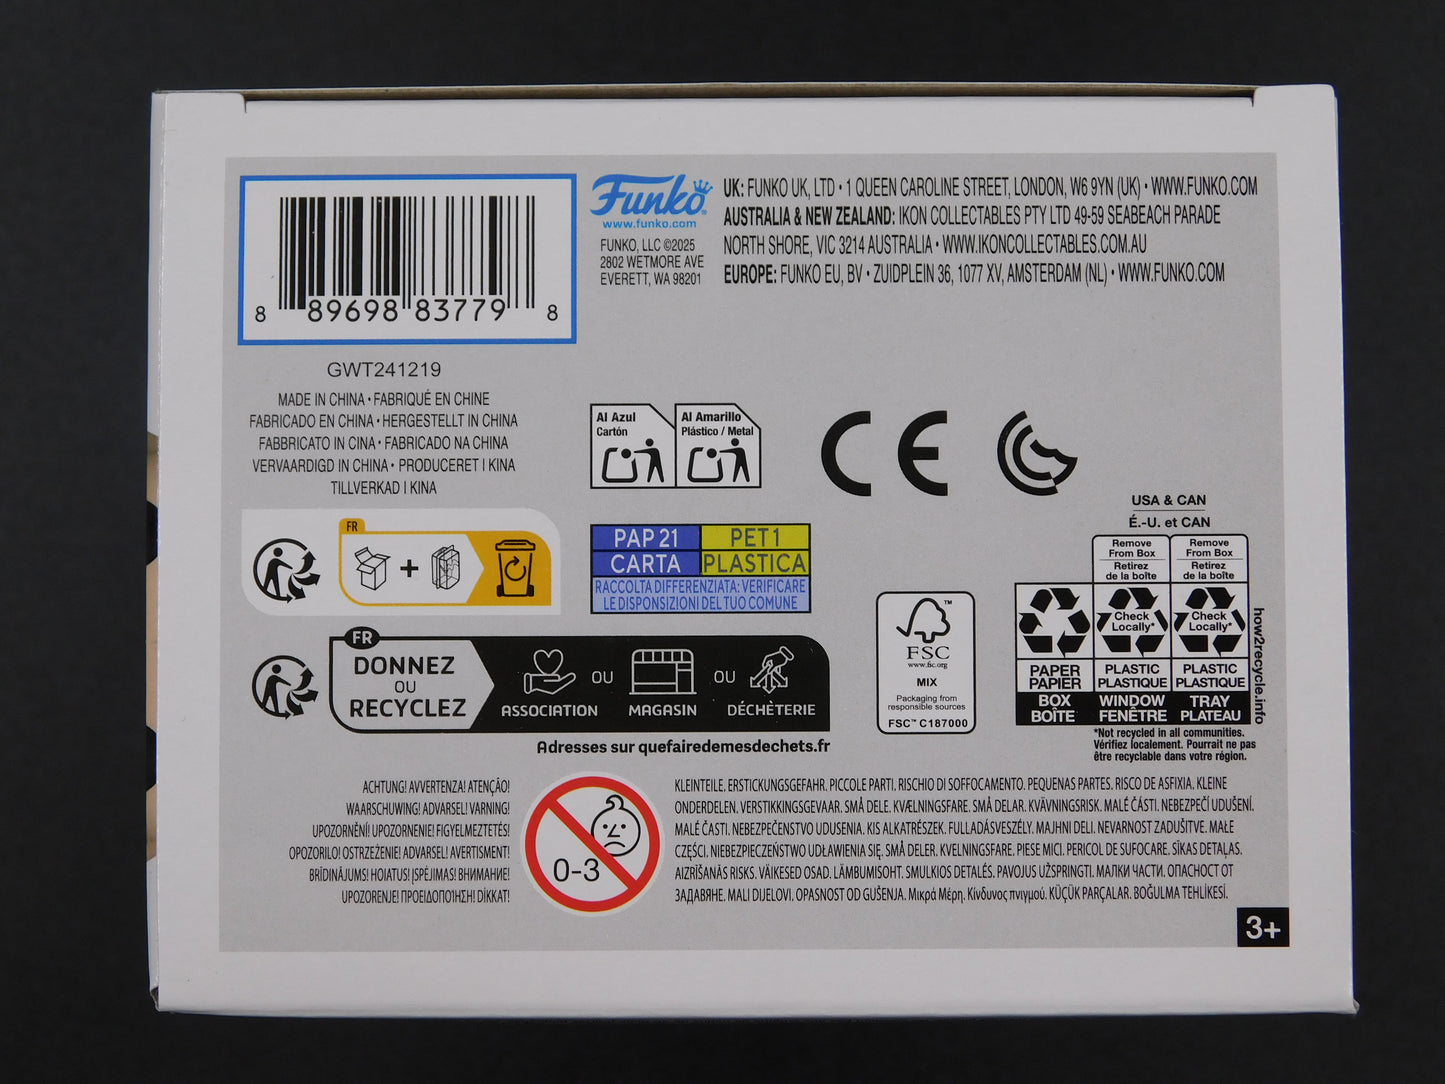 8 89698 83779 8
GWT241219
MADE IN CHINA • FABRIQUÉ EN CHINE
FABRICADO EN CHINA • HERGESTELLT IN CHINA
FABBRICATO IN CINA • FABRICADO NA CHINA
VERVAARDIGD IN CHINA • PRODUCERET I KINA
TILLVERKAD I KINA
Funko
www.funko.com
FUNKO, LLC ©2025
2802 WETMORE AVE
EVERETT, WA 98201
UK: FUNKO UK, LTD • 1 QUEEN CAROLINE STREET, LONDON, W6 9YN (UK) • WWW.FUNKO.COM
AUSTRALIA & NEW ZEALAND: IKON COLLECTABLES PTY LTD 49-59 SEABEACH PARADE
NORTH SHORE, VIC 3214 AUSTRALIA • WWW.IKONCOLLECTABLES.COM.AU
EUROPE: FUNKO EU, BV • ZUIDPLEIN 36, 1077 XV, AMSTERDAM (NL) • WWW.FUNKO.COM
Al Azul
Cartón
Al Amarillo
Plástico / Metal
CE
FR
+
PAP 21
CARTA
PET 1
PLASTICA
RACCOLTA DIFFERENZIATA: VERIFICARE
LE DISPONSIZIONI DEL TUO COMUNE
FR
DONNEZ
OU
RECYCLEZ
ASSOCIATION
OU
MAGASIN
OU
DÉCHÈTERIE
Adresses sur quefairedemesdechets.fr
FSC™
www.fsc.org
MIX
Packaging from
responsible sources
FSC™ C187000
USA & CAN
É.-U. et CAN
Remove
From Box
Retirez
de la boîte
Remove
From Box
Retirez
de la boîte
Check
Locally*
Check
Locally*
PAPER
PAPIER
PLASTIC
PLASTIQUE
PLASTIC
PLASTIQUE
BOX
BOÎTE
WINDOW
FENÊTRE
TRAY
PLATEAU
how2recycle.info
*Not recycled in all communities.
Vérifiez localement. Pourrait ne pas
être recyclable dans votre région.
ACHTUNG! AVVERTENZA! ATENÇÃO!
WAARSCHUWING! ADVARSEL! VARNING!
UPOZORNĚNÍ! UPOZORNENIE! FIGYELMEZTETÉS!
OPOZORILO! OSTRZEŻENIE! ADVARSEL! AVERTISMENT!
BRĪDINĀJUMS! HOIATUS! ĮSPĖJIMAS! ВНИМАНИЕ!
UPOZORENJE! ΠΡΟΕΙΔΟΠΟΊΗΣΗ! DİKKAT!
0-3
KLEINTEILE. ERSTICKUNGSGEFAHR. PICCOLE PARTI. RISCHIO DI SOFFOCAMENTO. PEQUENAS PARTES. RISCO DE ASFIXIA. KLEINE
ONDERDELEN. VERSTIKKINGSGEVAAR. SMÅ DELE. KVÆLNINGSFARE. SMÅ DELAR. KVÄVNINGSRISK. MALÉ ČÁSTI. NEBEZPEČÍ UDUŠENÍ.
MALÉ ČASTI. NEBEZPEČENSTVO UDUSENIA. KIS ALKATRÉSZEK. FULLADÁSVESZÉLY. MAJHNI DELI. NEVARNOST ZADUŠITVE. MAŁE
CZĘŚCI. NIEBEZPIECZEŃSTWO UDŁAWIENIA SIĘ. SMÅ DELER. KVELNINGSFARE. PIESE MICI. PERICOL DE SUFOCARE. SĪKAS DETAĻAS.
AIZRĪŠANĀS RISKS. VÄIKESED OSAD. LÄMBUMISOHT. SMULKIOS DETALĖS. PAVOJUS UŽSPRINGTI. МАЛКИ ЧАСТИ. ОПАСНОСТ ОТ
ЗАДАВЯНЕ. MALI DIJELOVI. OPASNOST OD GUŠENJA. Μικρά Μέρη. Κίνδυνος πνιγμού. KÜÇÜK PARÇALAR. BOĞULMA TEHLİKESİ.
3+